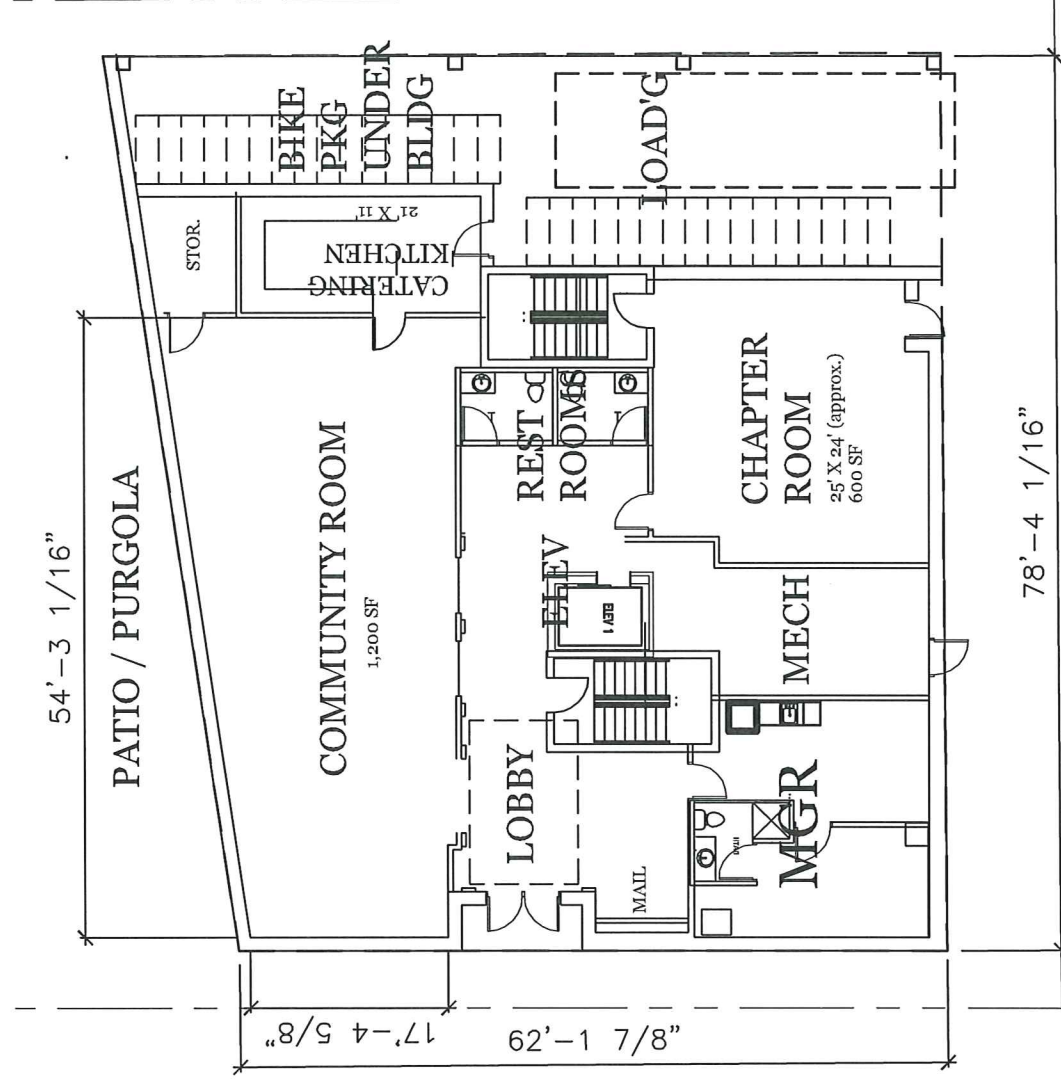 BIKE
PKG
UNDER
BLDG
LOAD'G
STOR.
CATERING
KITCHEN
21' X 11'
PATIO / PURGOLA
54'-3 1/16"
COMMUNITY ROOM
1,200 SF
REST
ROOMS
CHAPTER
ROOM
25' X 24' (approx.)
600 SF
ELEV
ELEV 1
MECH
LOBBY
MAIL
MGR
BATH
17'-4 5/8"
62'-1 7/8"
78'-4 1/16"